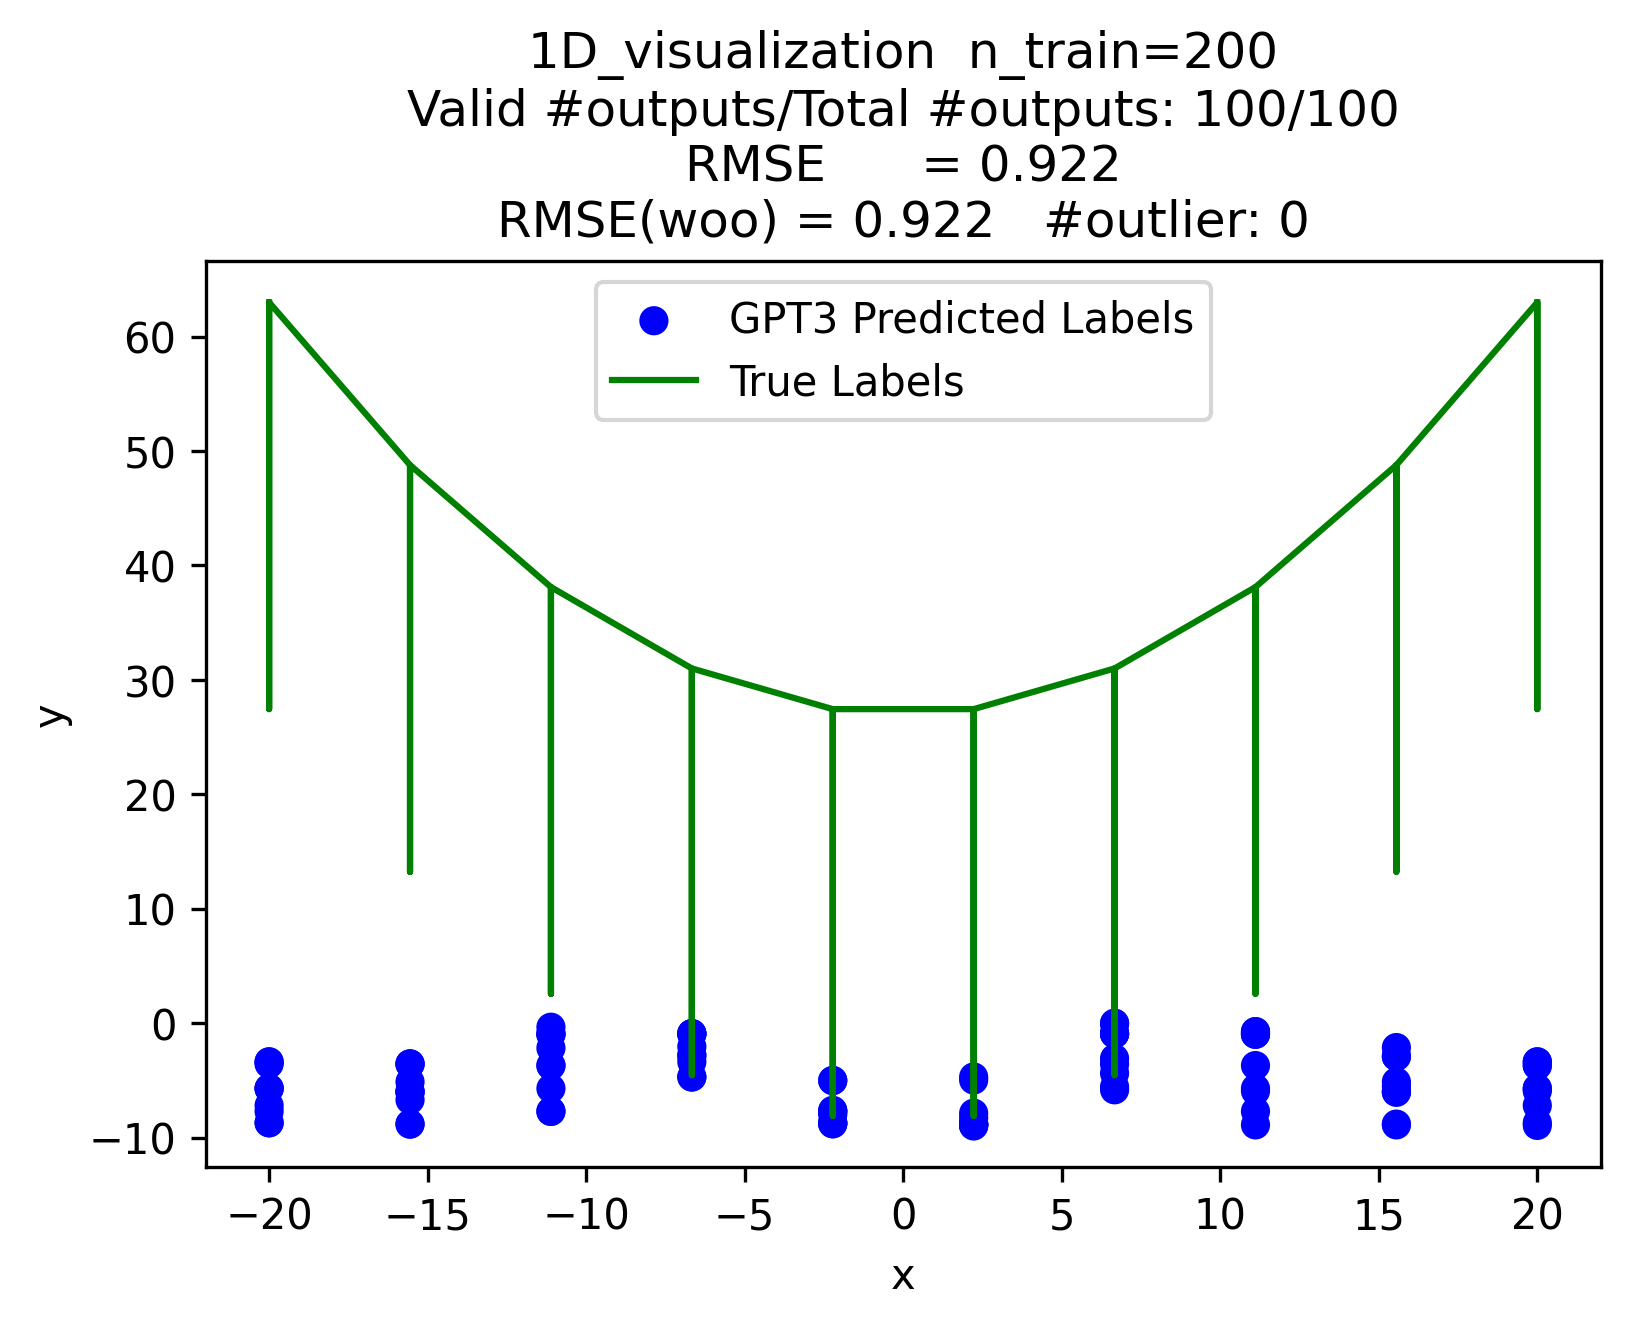 1D_visualization  n_train=200
Valid #outputs/Total #outputs: 100/100
RMSE      = 0.922
RMSE(woo) = 0.922   #outlier: 0
GPT3 Predicted Labels
True Labels
60
50
40
30
20
10
0
−10
y
−20 −15 −10 −5 0 5 10 15 20
x